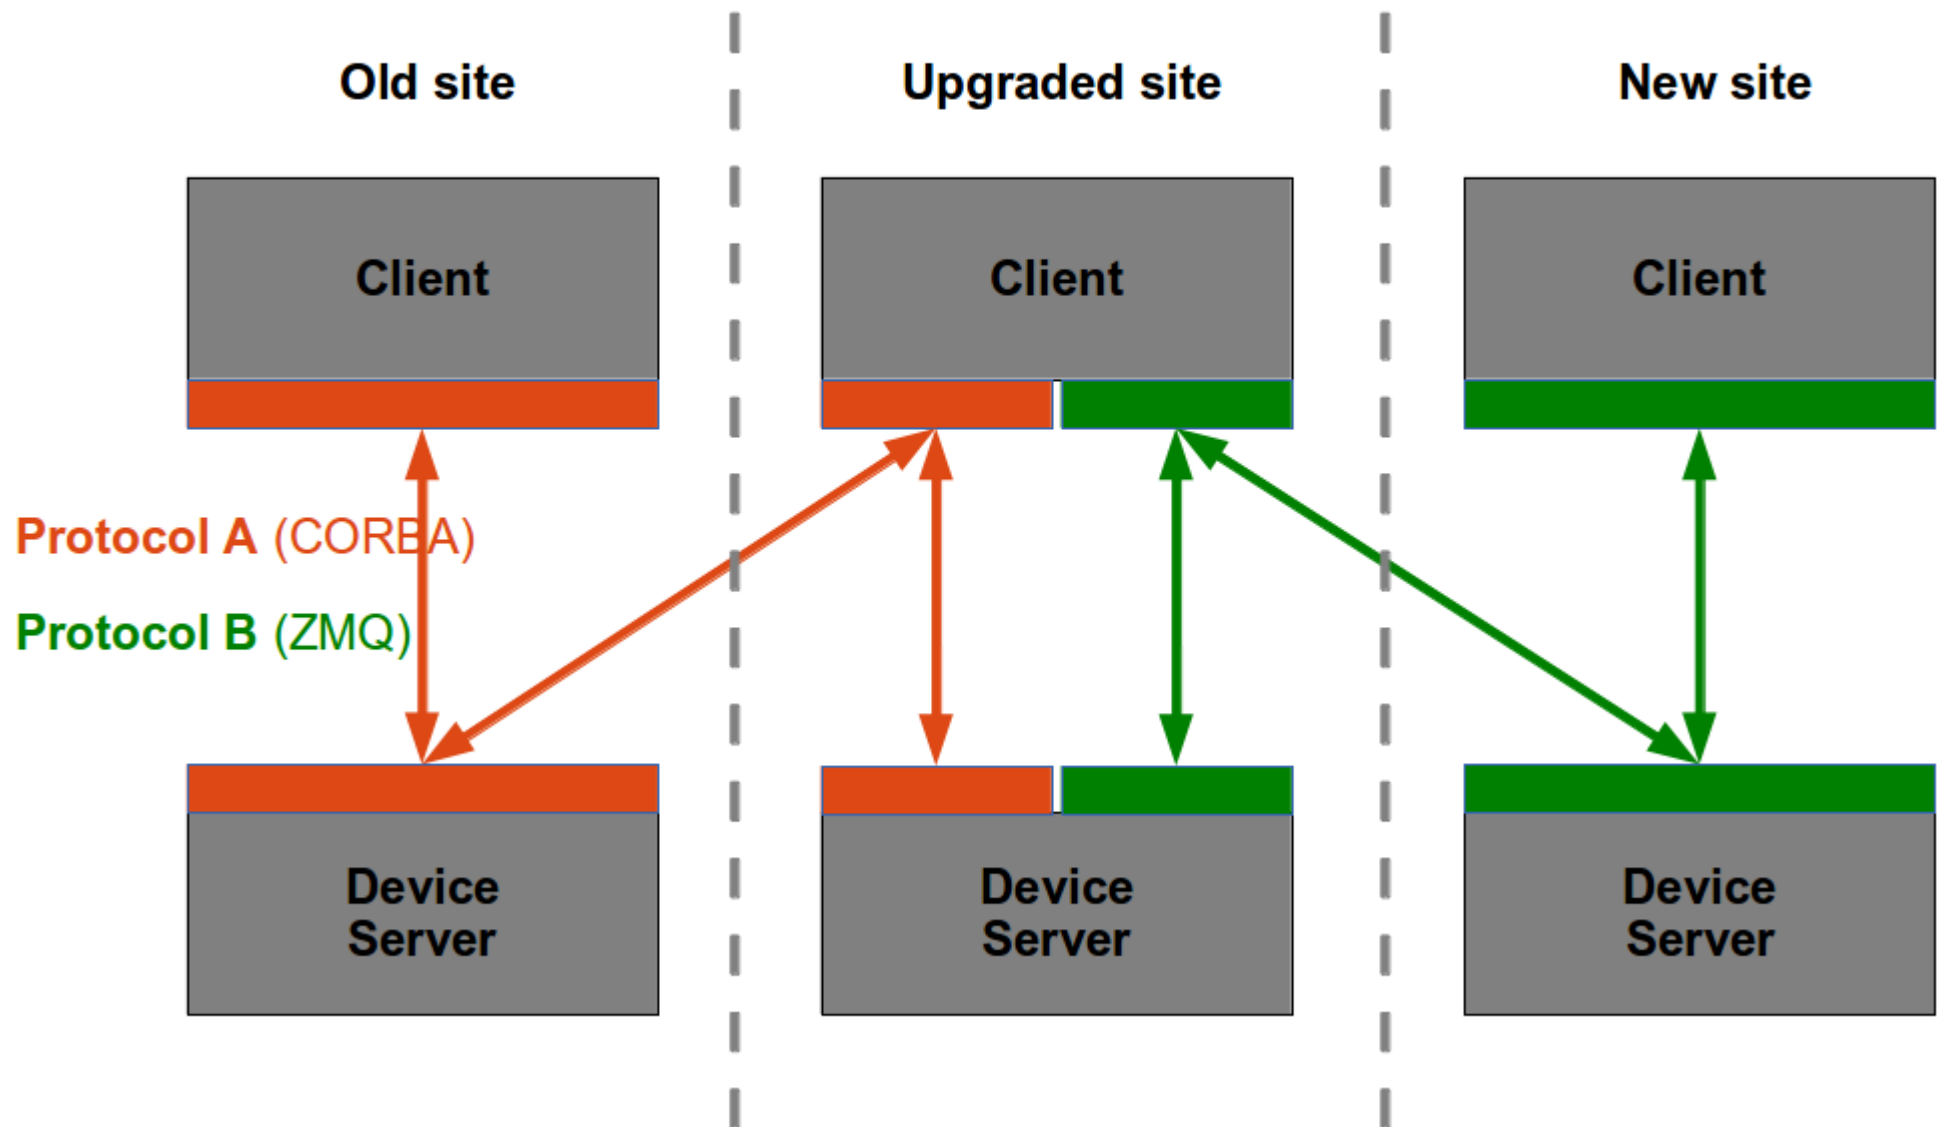 Old site
Upgraded site
New site
Client
Client
Client
Protocol A (CORBA)
Protocol B (ZMQ)
Device
Server
Device
Server
Device
Server